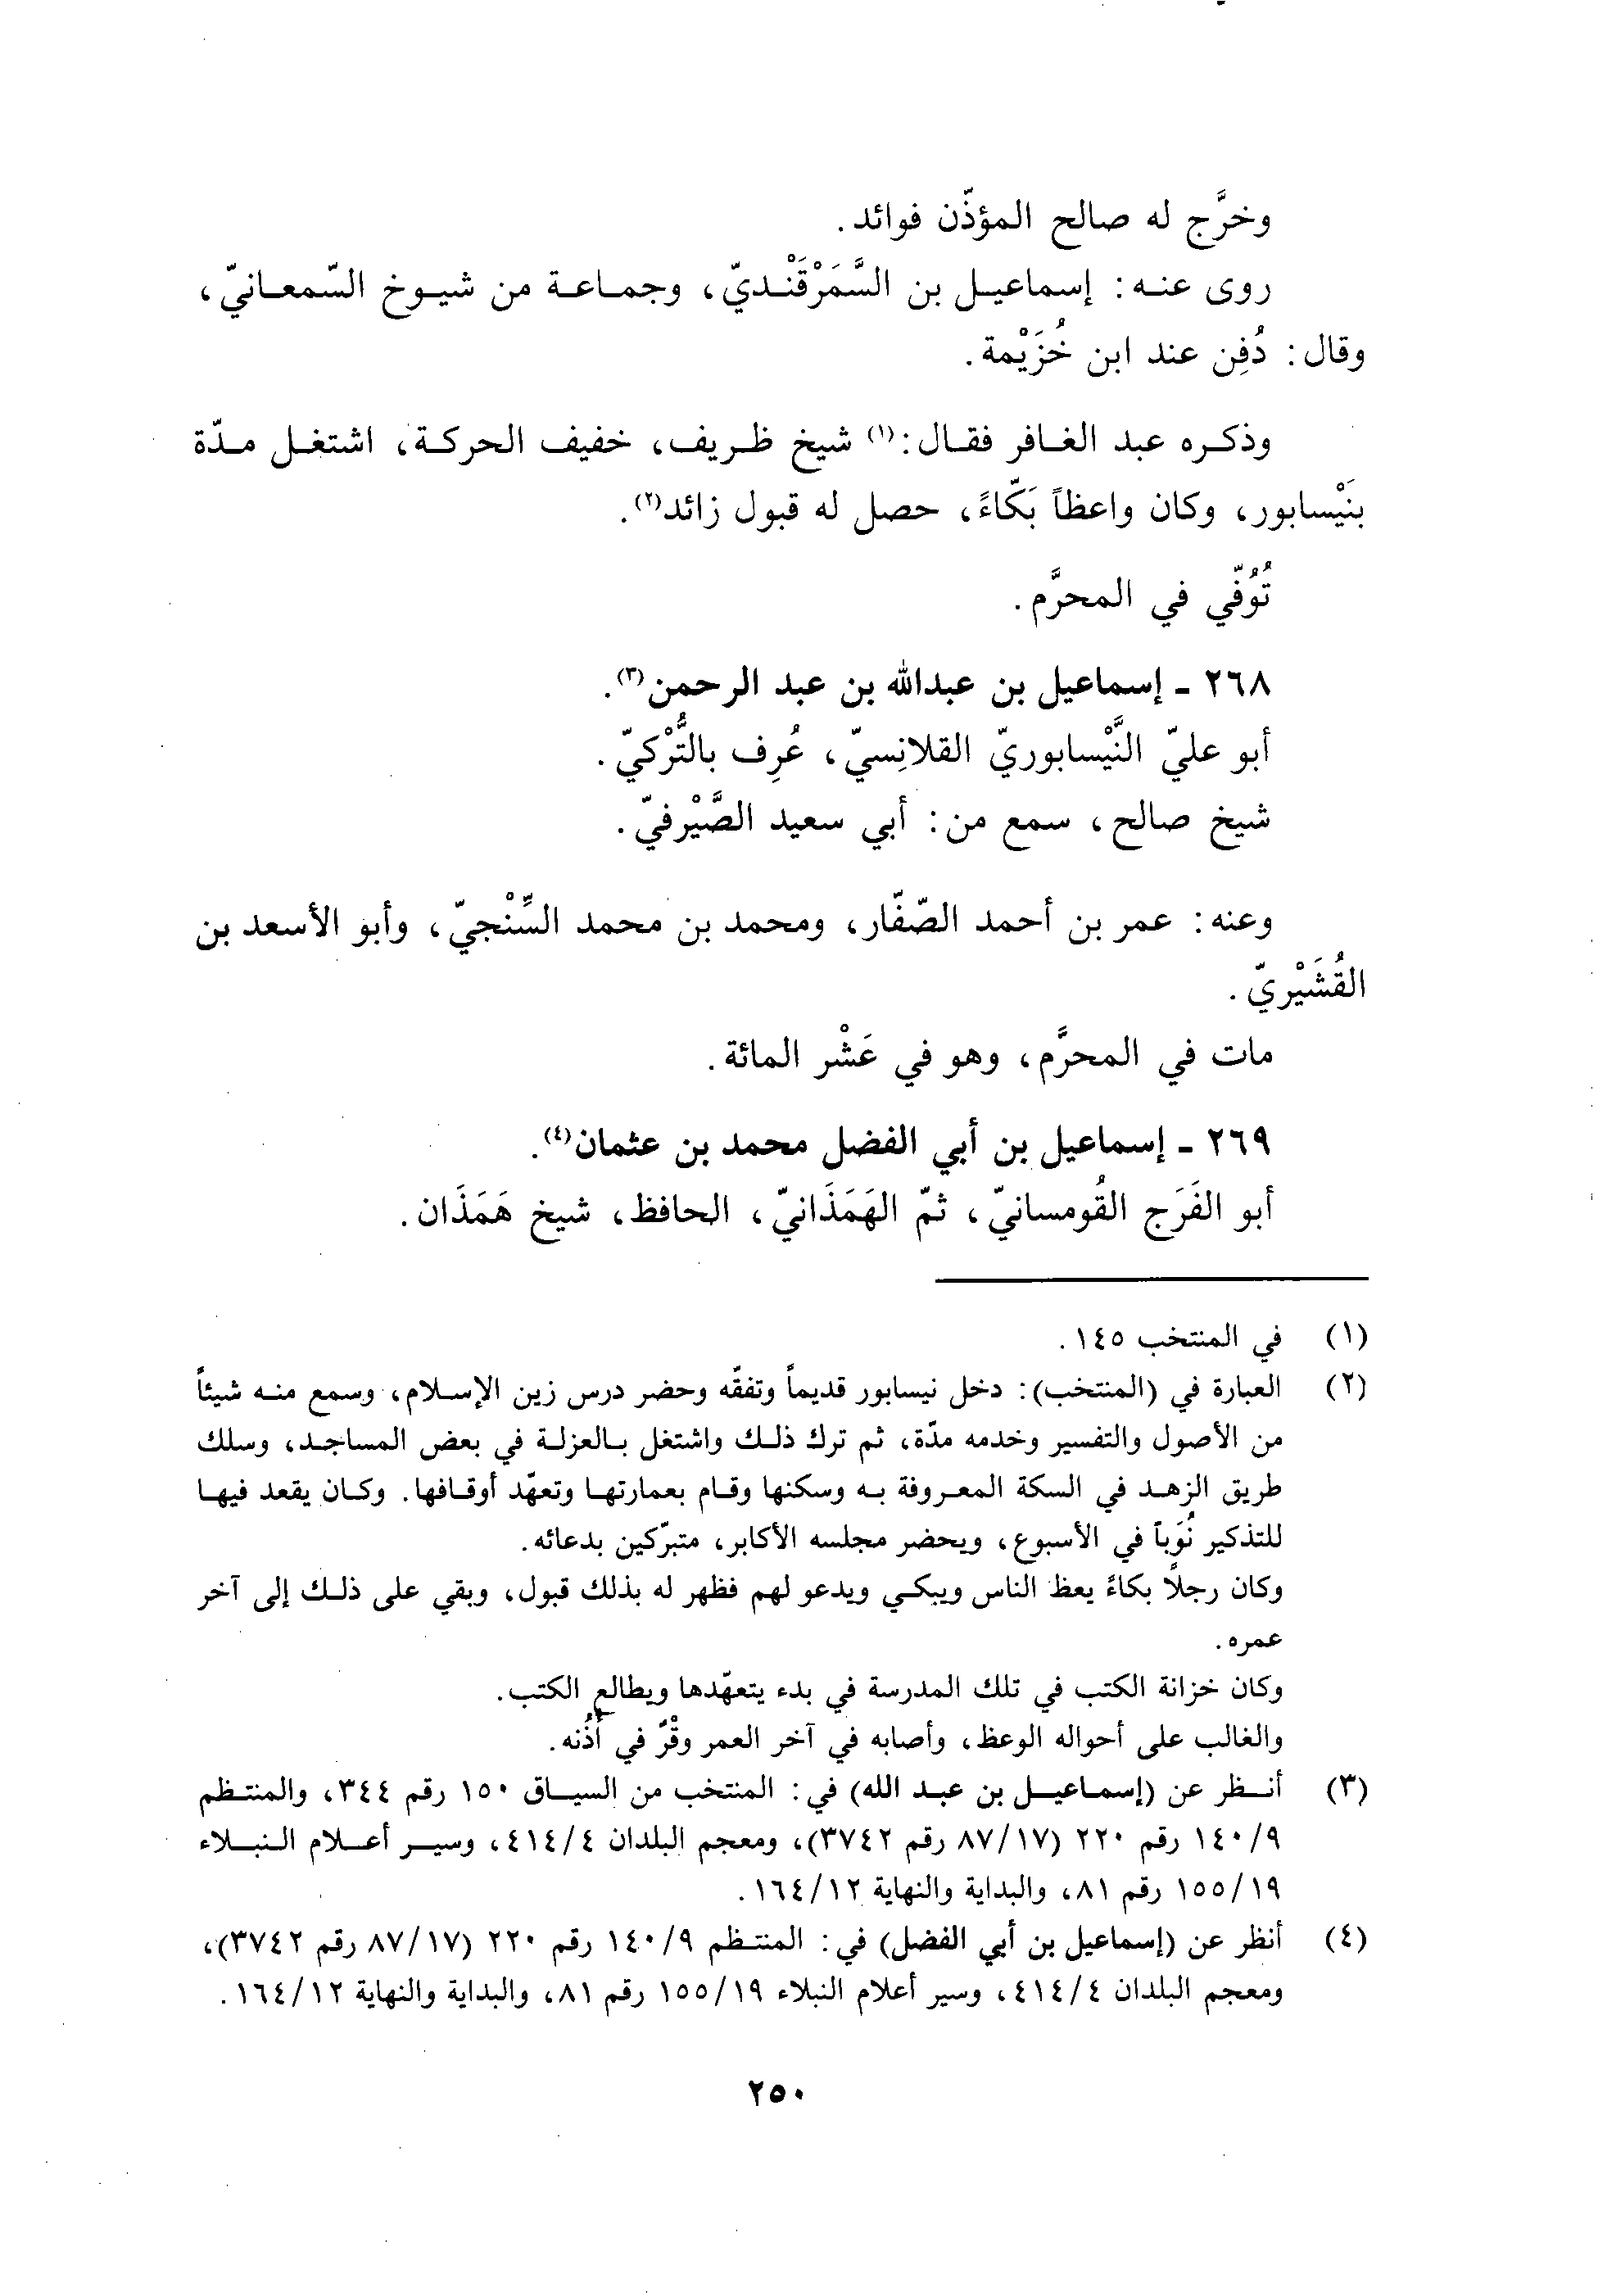 وخرَّج له صالح المؤذّن فوائد.
روى عنه: إسماعيل بن السَّمَرْقَنْديّ، وجماعة من شيوخ السّمعانيّ،
وقال: دُفِن عند ابن خُزَيْمة.
وذكره عبد الغافر فقال:(١) شيخ ظريف، خفيف الحركة، اشتغل مدّة
بنَيْسابور، وكان واعظاً بَكّاءً، حصل له قبول زائد(٢).
تُوُفّي في المحرَّم.
٢٦٨ - إسماعيل بن عبدالله بن عبد الرحمن(٣).
أبو عليّ النَّيْسابوريّ القلانِسيّ، عُرِف بالتُّرْكيّ.
شيخ صالح، سمع من: أبي سعيد الصَّيْرفيّ.
وعنه: عمر بن أحمد الصّفّار، ومحمد بن محمد السِّنْجيّ، وأبو الأسعد بن
القُشَيْريّ.
مات في المحرَّم، وهو في عَشْر المائة.
٢٦٩ - إسماعيل بن أبي الفضل محمد بن عثمان(٤).
أبو الفَرَج القُومسانيّ، ثمّ الهَمَذَانيّ، الحافظ، شيخ هَمَذَان.
(١) في المنتخب ١٤٥.
(٢) العبارة في (المنتخب): دخل نيسابور قديماً وتفقّه وحضر درس زين الإسلام، وسمع منه شيئاً
من الأصول والتفسير وخدمه مدّة، ثم ترك ذلك واشتغل بالعزلة في بعض المساجد، وسلك
طريق الزهد في السكة المعروفة به وسكنها وقام بعمارتها وتعهّد أوقافها. وكان يقعد فيها
للتذكير نُوَباً في الأسبوع، ويحضر مجلسه الأكابر، متبرّكين بدعائه.
وكان رجلاً بكاءً يعظ الناس ويبكي ويدعو لهم فظهر له بذلك قبول، وبقي على ذلك إلى آخر
عمره.
وكان خزانة الكتب في تلك المدرسة في بدء يتعهّدها ويطالع الكتب.
والغالب على أحواله الوعظ، وأصابه في آخر العمر وقْرٌ في أُذُنه.
(٣) أنظر عن (إسماعيل بن عبد الله) في: المنتخب من السياق ١٥٠ رقم ٣٤٤، والمنتظم
١٤٠/٩ رقم ٢٢٠ (٨٧/١٧ رقم ٣٧٤٢)، ومعجم البلدان ٤١٤/٤، وسير أعلام النبلاء
١٥٥/١٩ رقم ٨١، والبداية والنهاية ١٦٤/١٢.
(٤) أنظر عن (إسماعيل بن أبي الفضل) في: المنتظم ١٤٠/٩ رقم ٢٢٠ (٨٧/١٧ رقم ٣٧٤٢)،
ومعجم البلدان ٤١٤/٤، وسير أعلام النبلاء ١٥٥/١٩ رقم ٨١، والبداية والنهاية ١٦٤/١٢.
٢٥٠